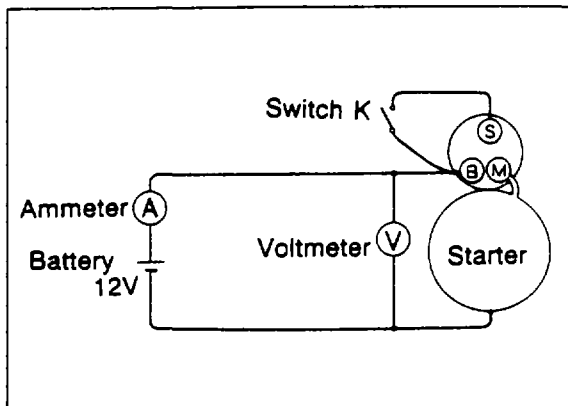 Switch K
S
B M
Ammeter A
Voltmeter V
Starter
Battery
12V